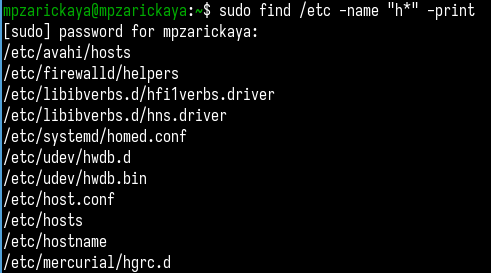 mpzarickaya@mpzarickaya:~$ sudo find /etc -name "h*" -print
[sudo] password for mpzarickaya:
/etc/avahi/hosts
/etc/firewalld/helpers
/etc/libibverbs.d/hfi1verbs.driver
/etc/libibverbs.d/hns.driver
/etc/systemd/homed.conf
/etc/udev/hwdb.d
/etc/udev/hwdb.bin
/etc/host.conf
/etc/hosts
/etc/hostname
/etc/mercurial/hgrc.d